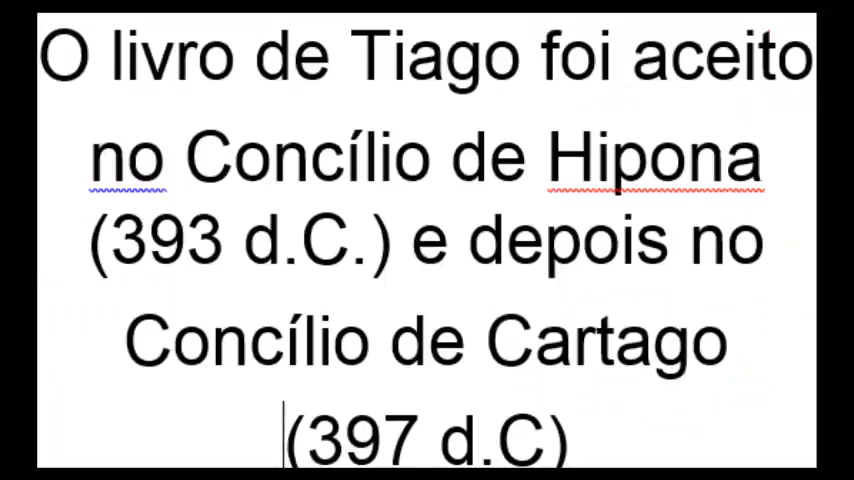 O livro de Tiago foi aceito
no Concílio de Hipona
(393 d.C.) e depois no
Concílio de Cartago
(397 d.C)